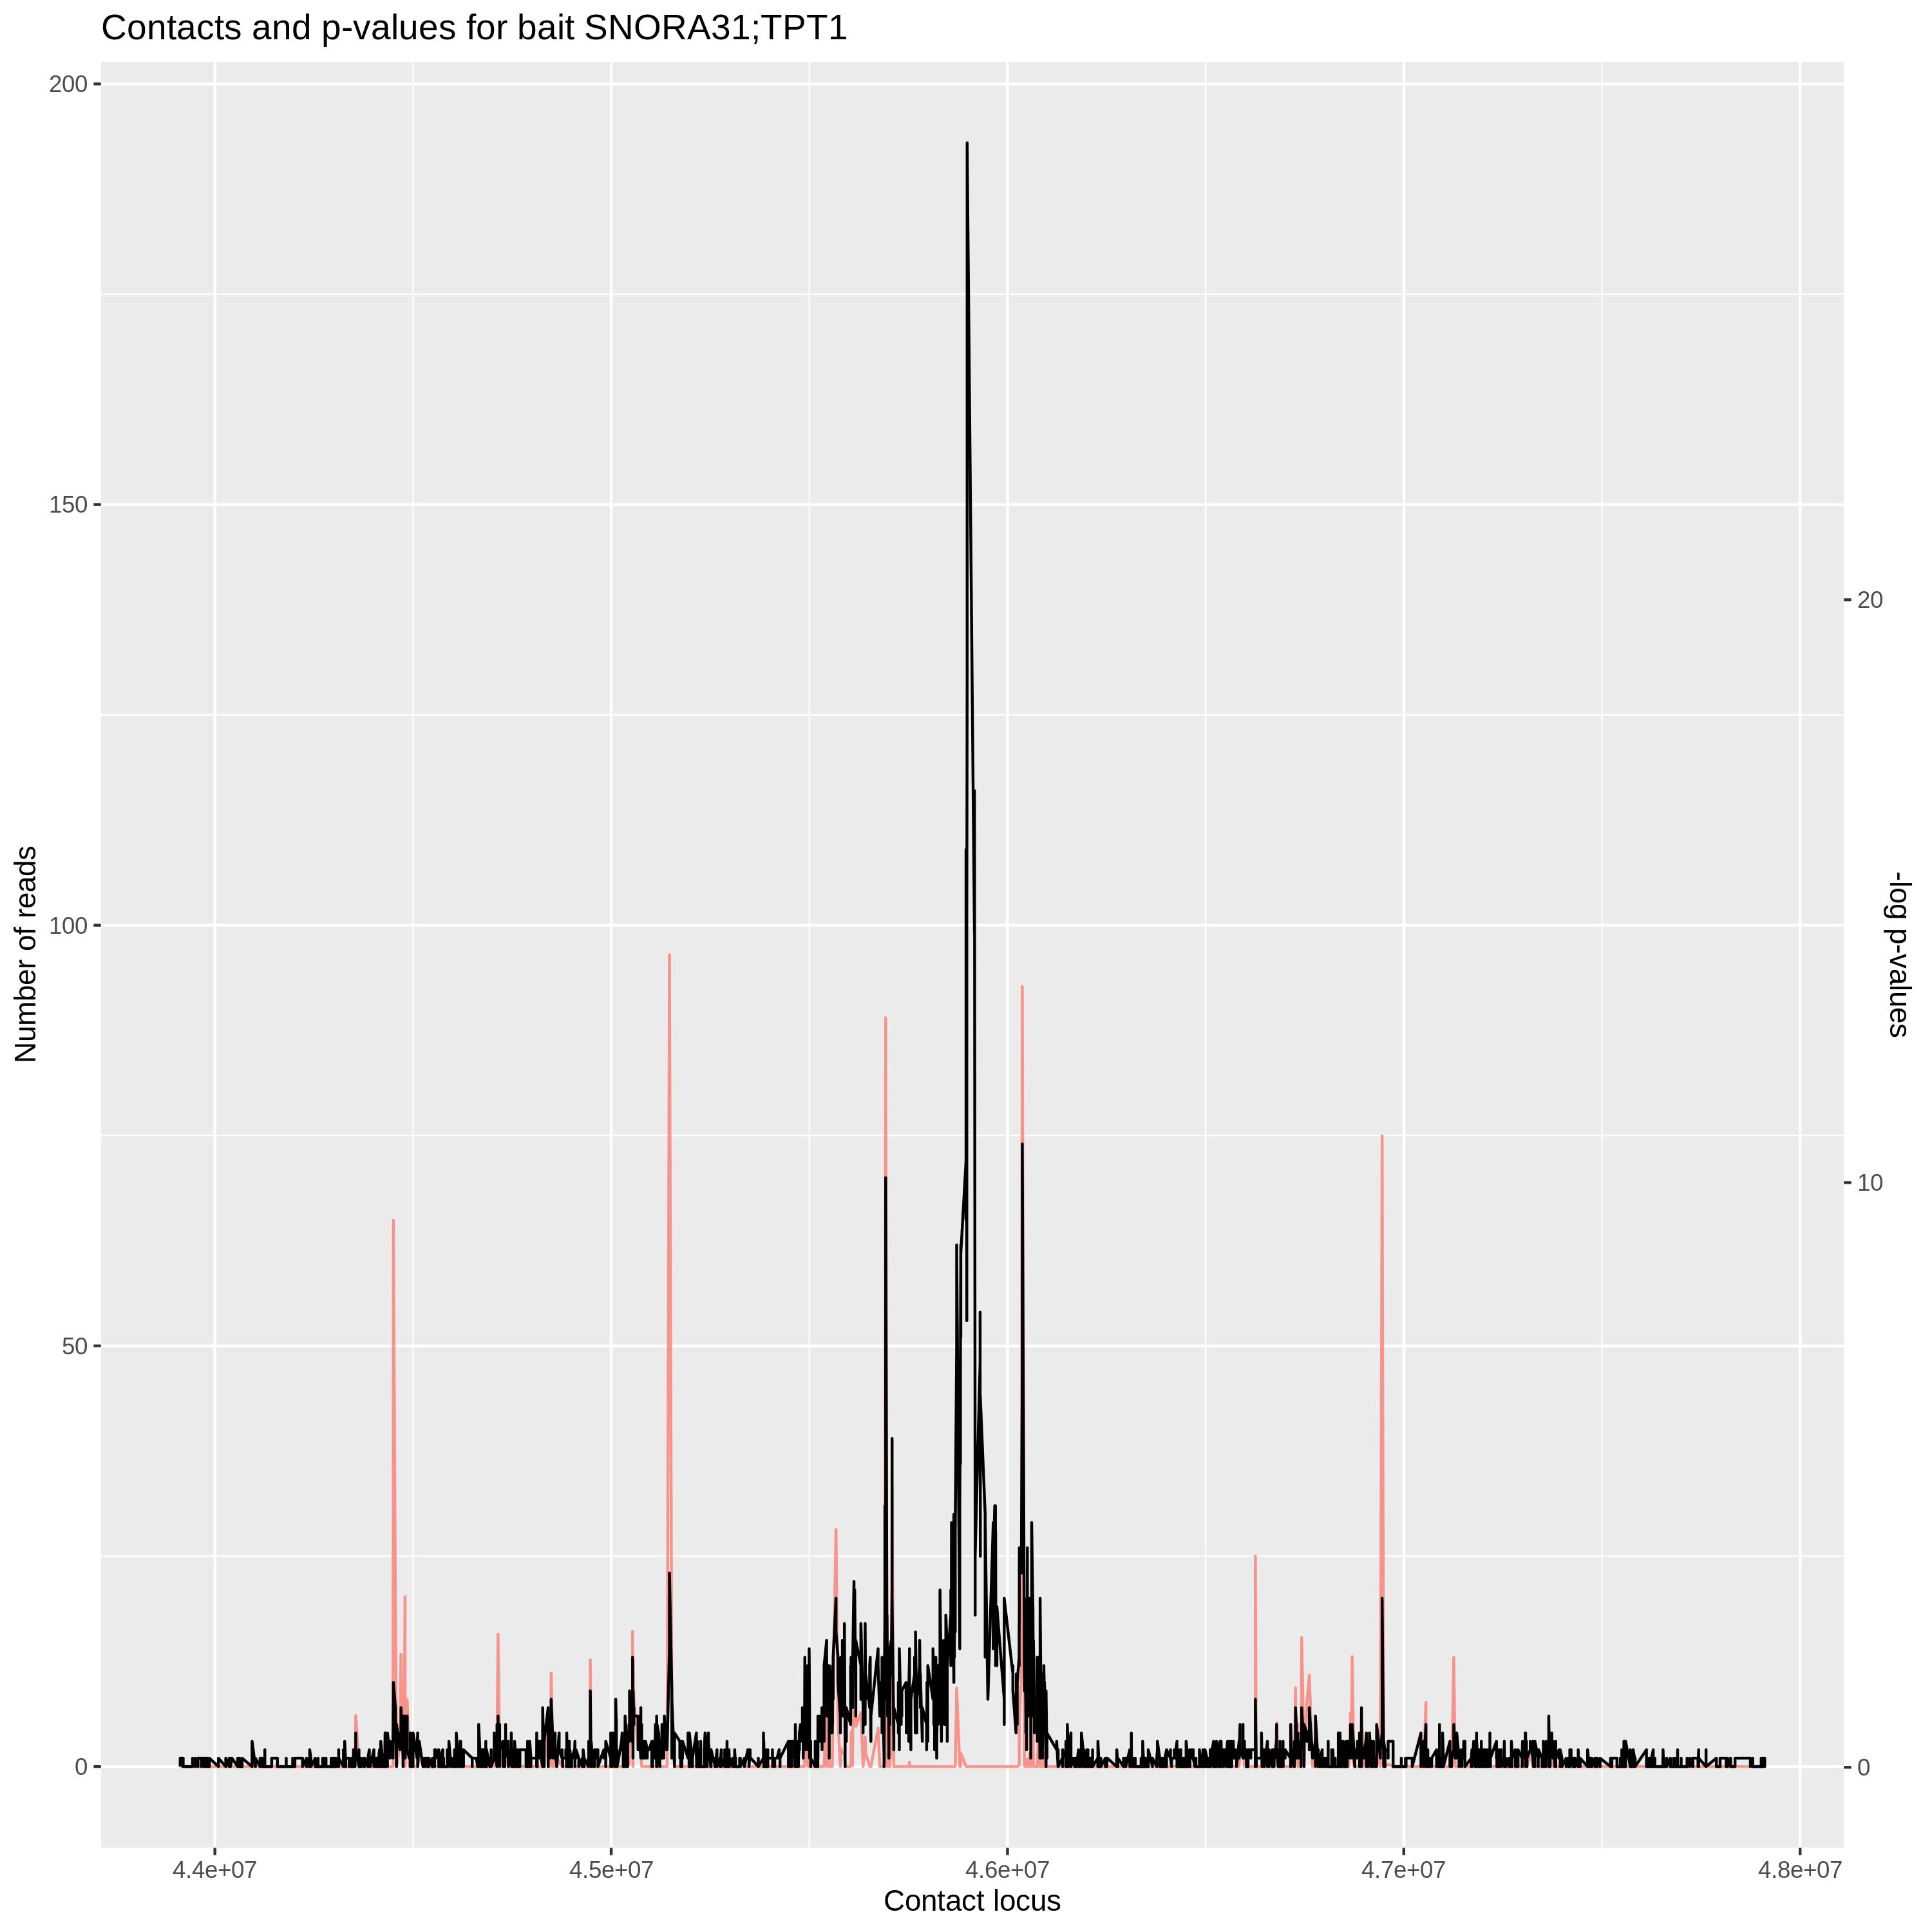 Contacts and p-values for bait SNORA31;TPT1
200
150
100
50
0
Number of reads
20
10
0
-log p-values
4.4e+07
4.5e+07
4.6e+07
4.7e+07
4.8e+07
Contact locus